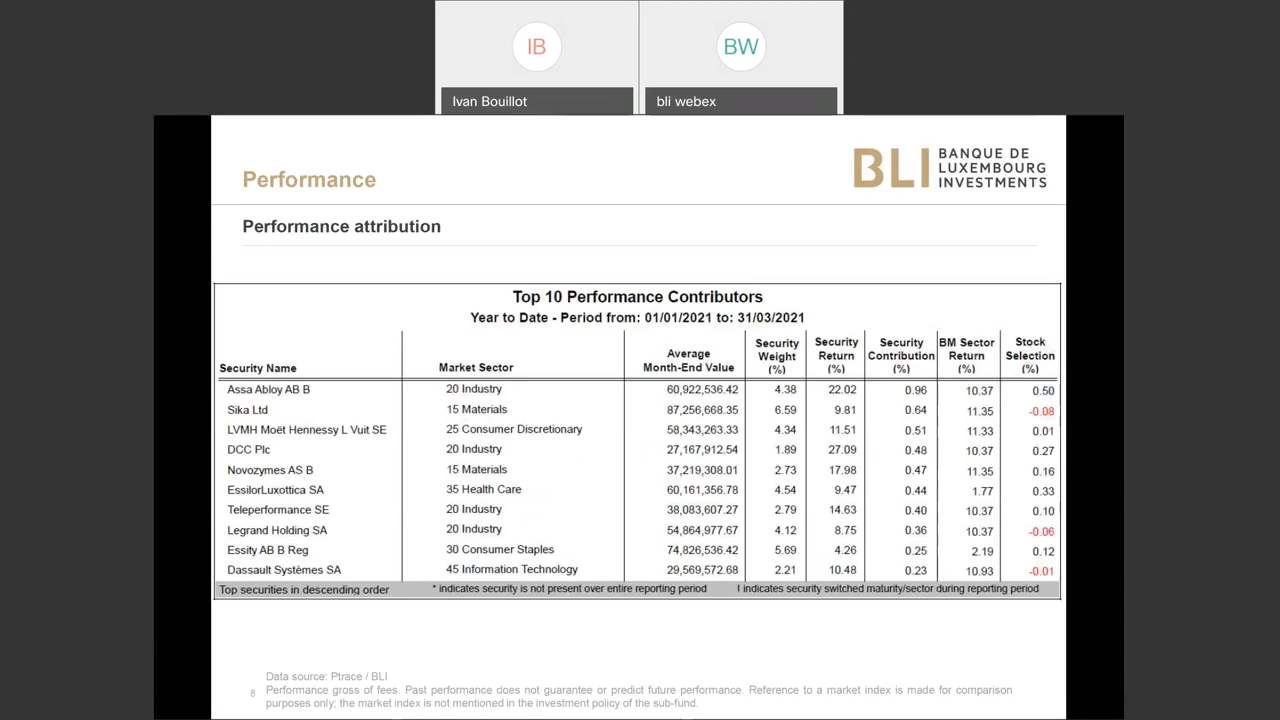 IB
BW
Ivan Bouillot
bli webex
BLI BANQUE DE
LUXEMBOURG
INVESTMENTS
Performance
Performance attribution
Top 10 Performance Contributors
Year to Date - Period from: 01/01/2021 to: 31/03/2021
Security Name Market Sector Average Month-End Value Security Weight (%) Security Return (%) Security Contribution (%) BM Sector Return (%) Stock Selection (%)
Assa Abloy AB B 20 Industry 60,922,536.42 4.38 22.02 0.96 10.37 0.50
Sika Ltd 15 Materials 87,256,668.35 6.59 9.81 0.64 11.35 -0.08
LVMH Moët Hennessy L Vuit SE 25 Consumer Discretionary 58,343,263.33 4.34 11.51 0.51 11.33 0.01
DCC Plc 20 Industry 27,167,912.54 1.89 27.09 0.48 10.37 0.27
Novozymes AS B 15 Materials 37,219,308.01 2.73 17.98 0.47 11.35 0.16
EssilorLuxottica SA 35 Health Care 60,161,356.78 4.54 9.47 0.44 1.77 0.33
Teleperformance SE 20 Industry 38,083,607.27 2.79 14.63 0.40 10.37 0.10
Legrand Holding SA 20 Industry 54,864,977.67 4.12 8.75 0.36 10.37 -0.06
Essity AB B Reg 30 Consumer Staples 74,826,536.42 5.69 4.26 0.25 2.19 0.12
Dassault Systèmes SA 45 Information Technology 29,569,572.68 2.21 10.48 0.23 10.93 -0.01
Top securities in descending order * indicates security is not present over entire reporting period ! indicates security switched maturity/sector during reporting period
Data source: Ptrace / BLI
8 Performance gross of fees. Past performance does not guarantee or predict future performance. Reference to a market index is made for comparison
purposes only; the market index is not mentioned in the investment policy of the sub-fund.